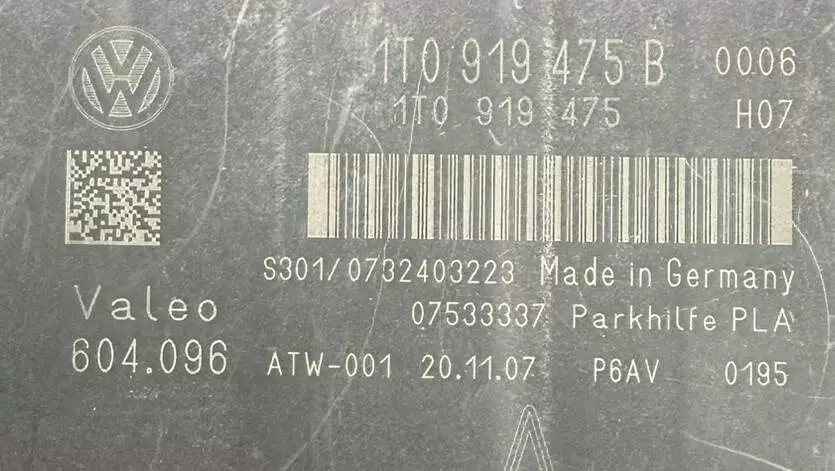 1T0 919 475 B 0006
1T0 919 475 H07
S301/0732403223 Made in Germany
Valeo 07533337 Parkhilfe PLA
604.096 ATW-001 20.11.07 P6AV 0195